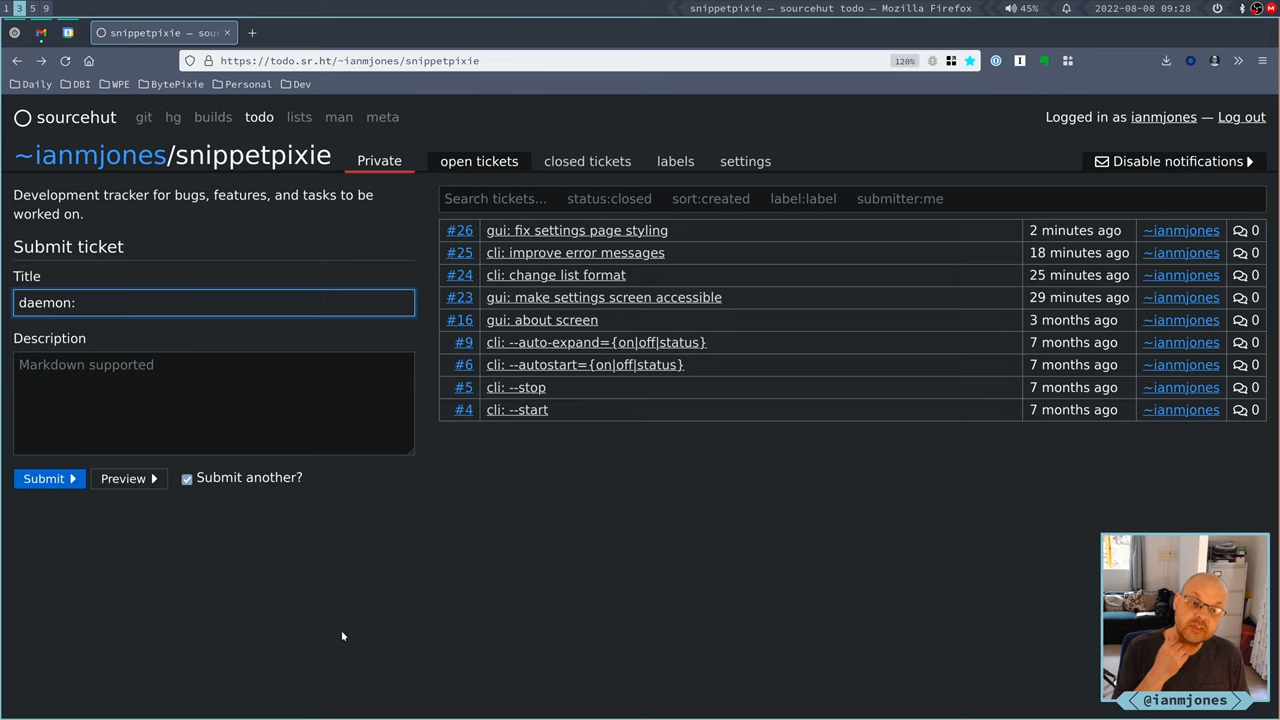 1 3 5 9
snippetpixie — sourcehut todo — Mozilla Firefox
45%
2022-08-08 09:28
snippetpixie — sour
https://todo.sr.ht/~ianmjones/snippetpixie
120%
Daily DBI WPE BytePixie Personal Dev
sourcehut git hg builds todo lists man meta
Logged in as ianmjones — Log out
~ianmjones/snippetpixie Private
open tickets closed tickets labels settings
Disable notifications
Development tracker for bugs, features, and tasks to
be worked on.
Submit ticket
Title
daemon:
Description
Markdown supported
Submit Preview Submit another?
Search tickets... status:closed sort:created label:label submitter:me
#26 gui: fix settings page styling 2 minutes ago ~ianmjones 0
#25 cli: improve error messages 18 minutes ago ~ianmjones 0
#24 cli: change list format 25 minutes ago ~ianmjones 0
#23 gui: make settings screen accessible 29 minutes ago ~ianmjones 0
#16 gui: about screen 3 months ago ~ianmjones 0
#9 cli: --auto-expand={on|off|status} 7 months ago ~ianmjones 0
#6 cli: --autostart={on|off|status} 7 months ago ~ianmjones 0
#5 cli: --stop 7 months ago ~ianmjones 0
#4 cli: --start 7 months ago ~ianmjones 0
@ianmjones